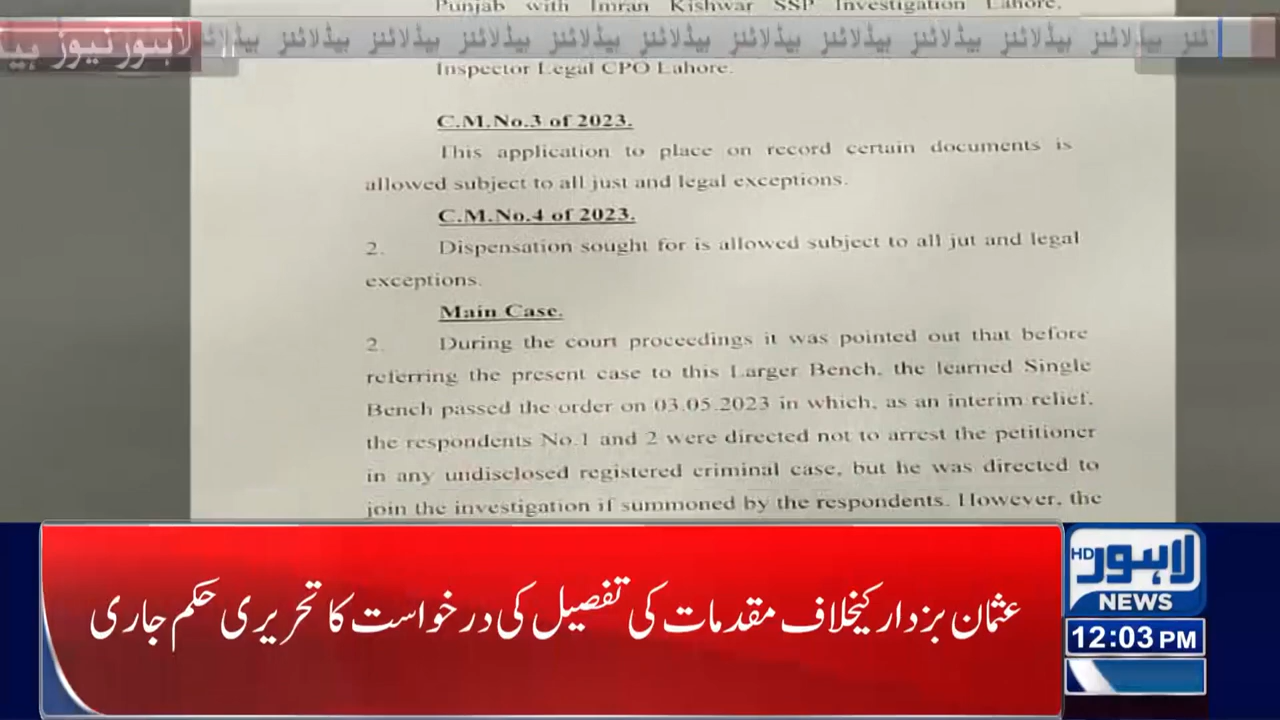 Punjab with Imran Kishwar SSP Investigation Lahore,
لاہور نیوز ہیڈلائنز ہیڈلائنز ہیڈلائنز ہیڈلائنز ہیڈلائنز ہیڈلائنز ہیڈلائنز ہیڈلائنز ہیڈلائنز ہیڈلائنز
Inspector Legal CPO Lahore.
C.M.No.3 of 2023.
This application to place on record certain documents is
allowed subject to all just and legal exceptions.
C.M.No.4 of 2023.
2. Dispensation sought for is allowed subject to all jut and legal
exceptions.
Main Case.
2. During the court proceedings it was pointed out that before
referring the present case to this Larger Bench, the learned Single
Bench passed the order on 03.05.2023 in which, as an interim relief,
the respondents No.1 and 2 were directed not to arrest the petitioner
in any undisclosed registered criminal case, but he was directed to
join the investigation if summoned by the respondents. However, the
عثمان بزدار کیخلاف مقدمات کی تفصیل کی درخواست کا تحریری حکم جاری
HD لاہور
NEWS
12:03 PM